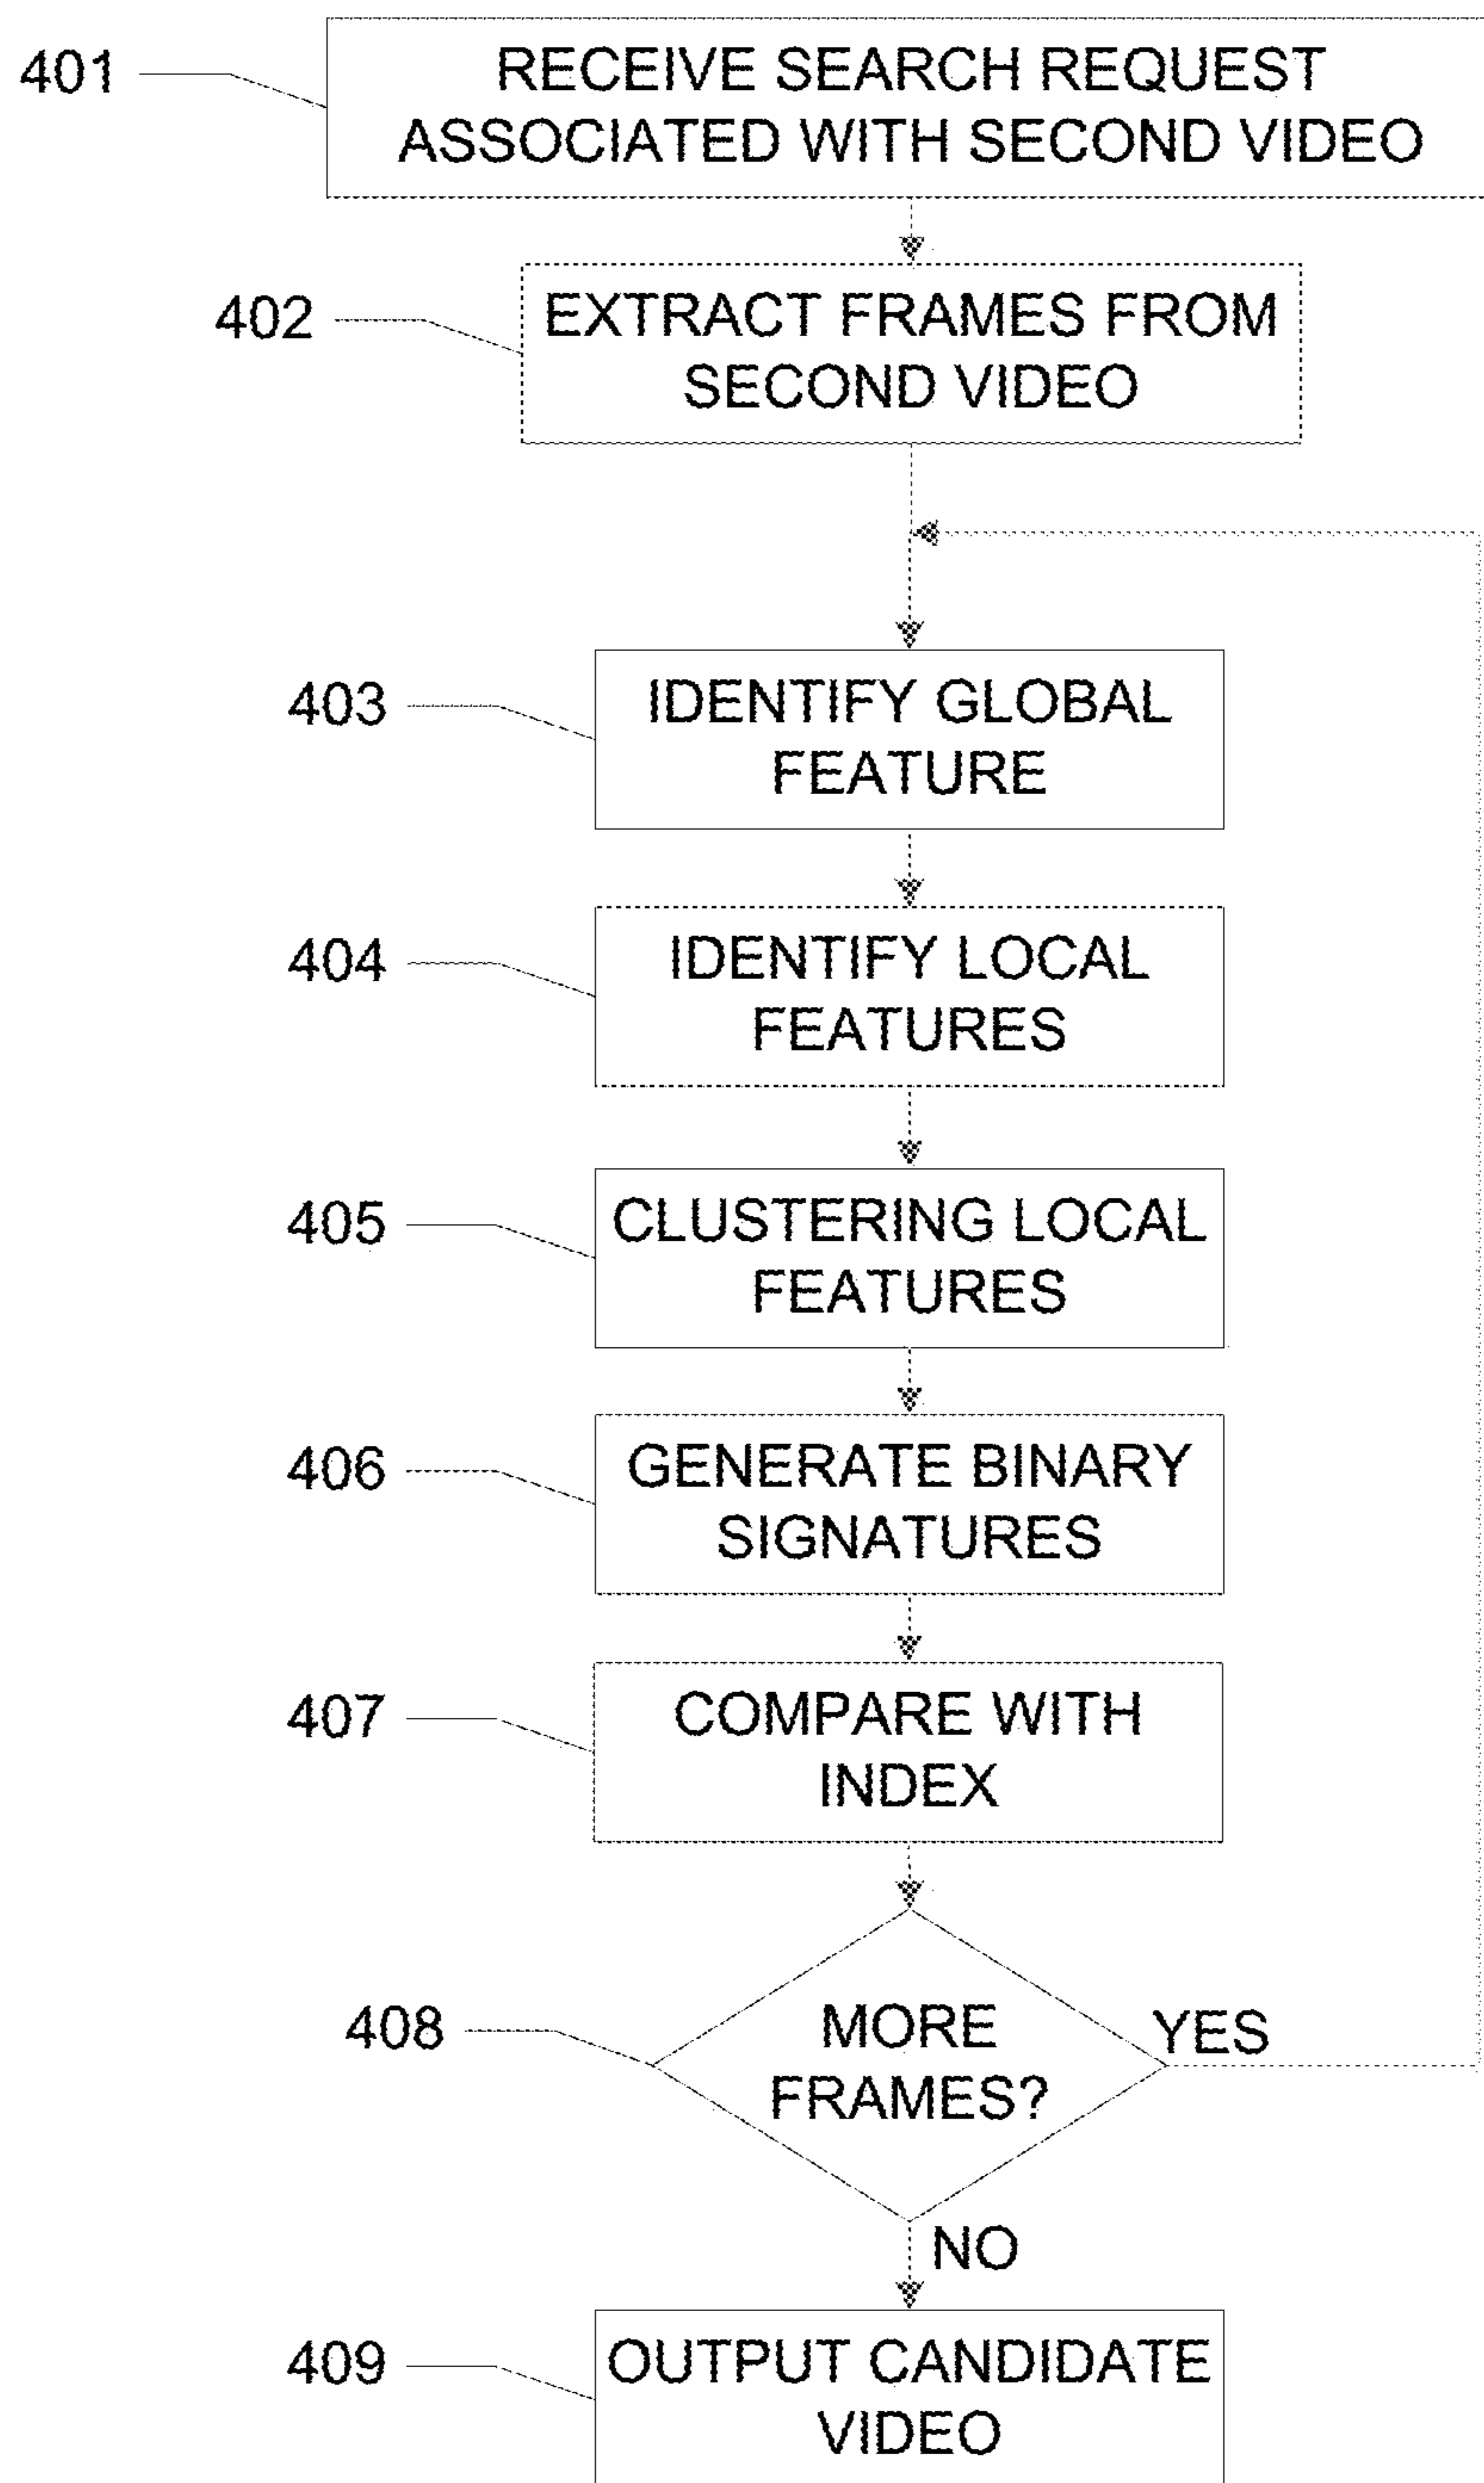 401
RECEIVE SEARCH REQUEST
ASSOCIATED WITH SECOND VIDEO
402
EXTRACT FRAMES FROM
SECOND VIDEO
403
IDENTIFY GLOBAL
FEATURE
404
IDENTIFY LOCAL
FEATURES
405
CLUSTERING LOCAL
FEATURES
406
GENERATE BINARY
SIGNATURES
407
COMPARE WITH
INDEX
408
MORE
FRAMES?
YES
NO
409
OUTPUT CANDIDATE
VIDEO